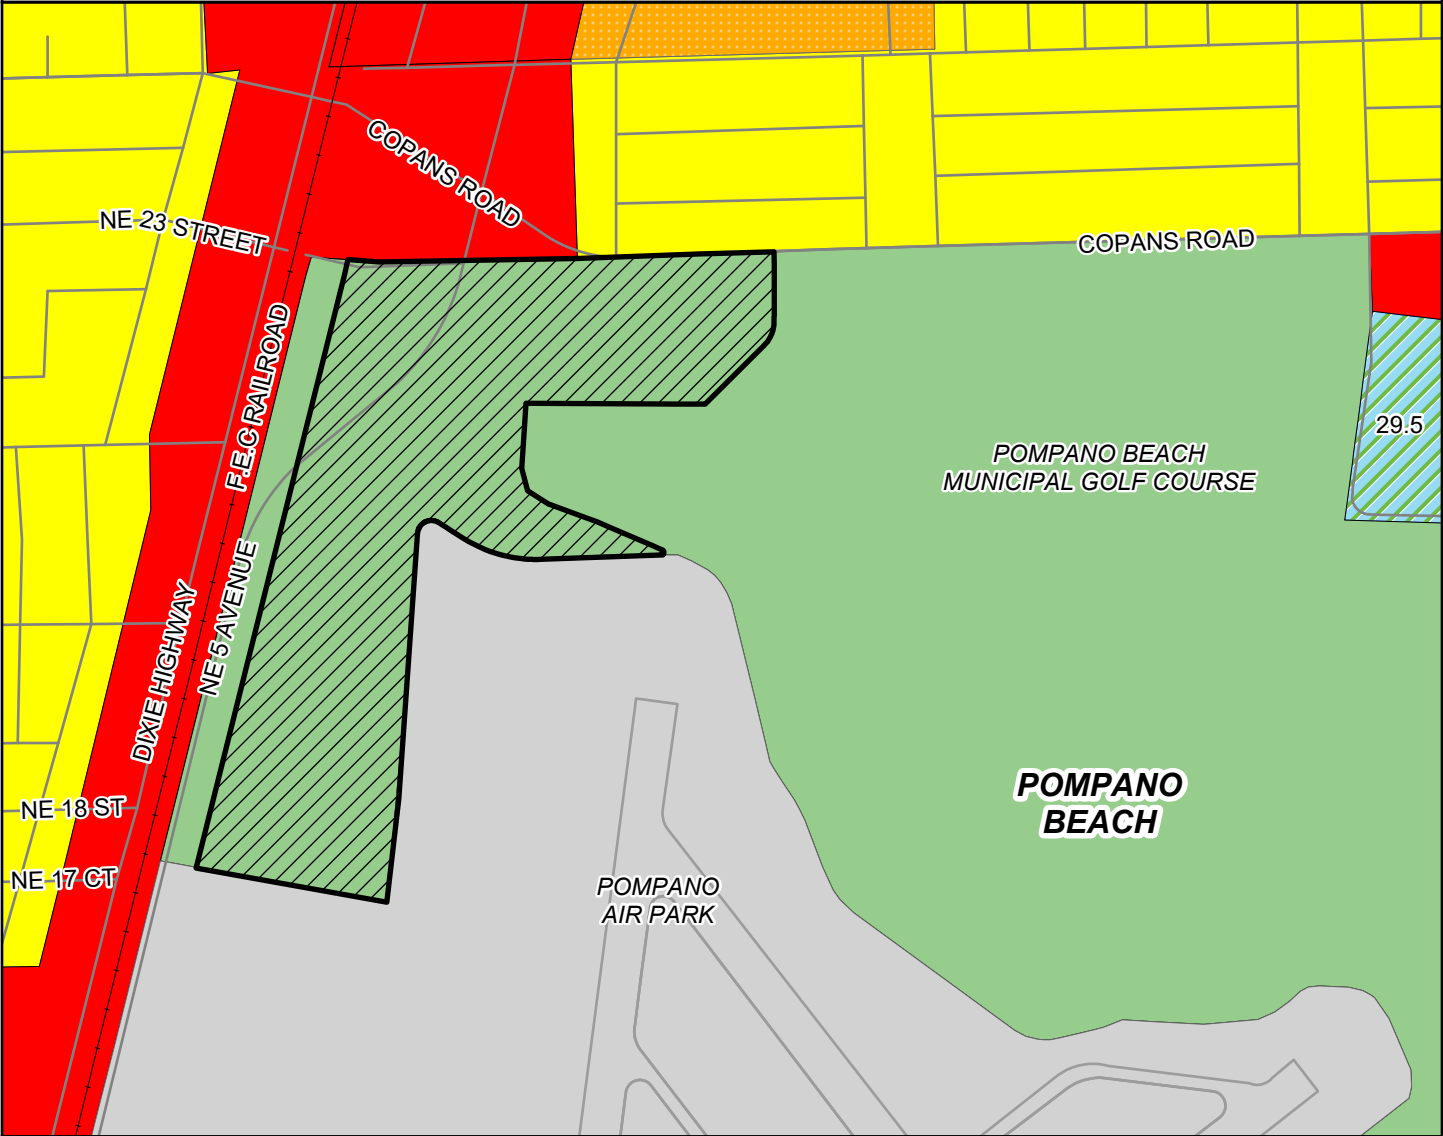 COPANS ROAD
NE 23 STREET
COPANS ROAD
F.E.C RAILROAD
29.5
POMPANO BEACH
MUNICIPAL GOLF COURSE
NE 5 AVENUE
DIXIE HIGHWAY
POMPANO
BEACH
NE 18 ST
NE 17 CT
POMPANO
AIR PARK